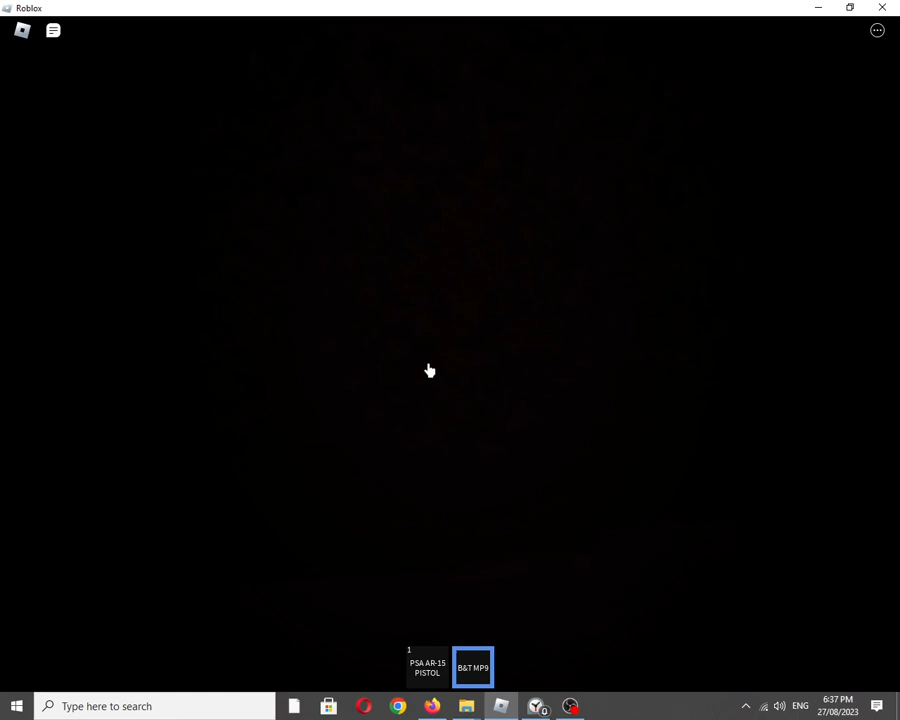 Roblox
1
PSA AR-15
PISTOL
B&T MP9
Type here to search
ENG
6:37 PM
27/08/2023